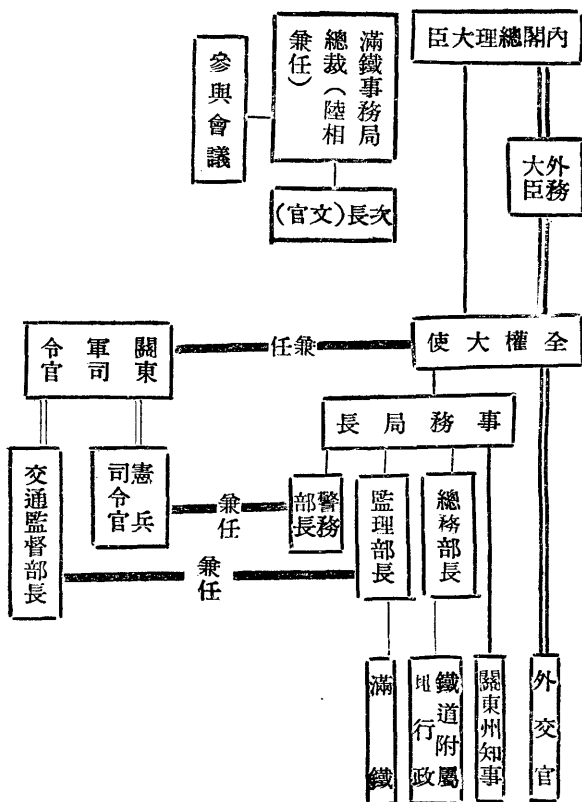 內閣總理大臣
外務
大臣
滿鐵事務局
總裁（陸相
兼任）
參與會議
次長（文官）
全權大使
兼任
關東
軍司
令官
事務局長
總務部長
監理部長
警務
部長
兼任
憲兵
司令官
兼任
交通監督部長
外交官
關東州知事
鐵道附屬
地行政
滿鐵